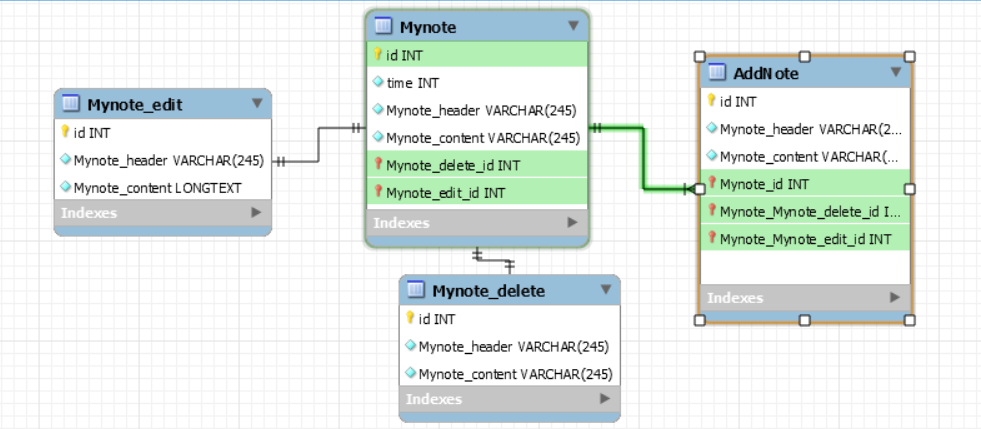 Mynote_edit
id INT
Mynote_header VARCHAR(245)
Mynote_content LONGTEXT
Indexes
Mynote
id INT
time INT
Mynote_header VARCHAR(245)
Mynote_content VARCHAR(245)
Mynote_delete_id INT
Mynote_edit_id INT
Indexes
Mynote_delete
id INT
Mynote_header VARCHAR(245)
Mynote_content VARCHAR(245)
Indexes
AddNote
id INT
Mynote_header VARCHAR(2...
Mynote_content VARCHAR(...
Mynote_id INT
Mynote_Mynote_delete_id I...
Mynote_Mynote_edit_id INT
Indexes